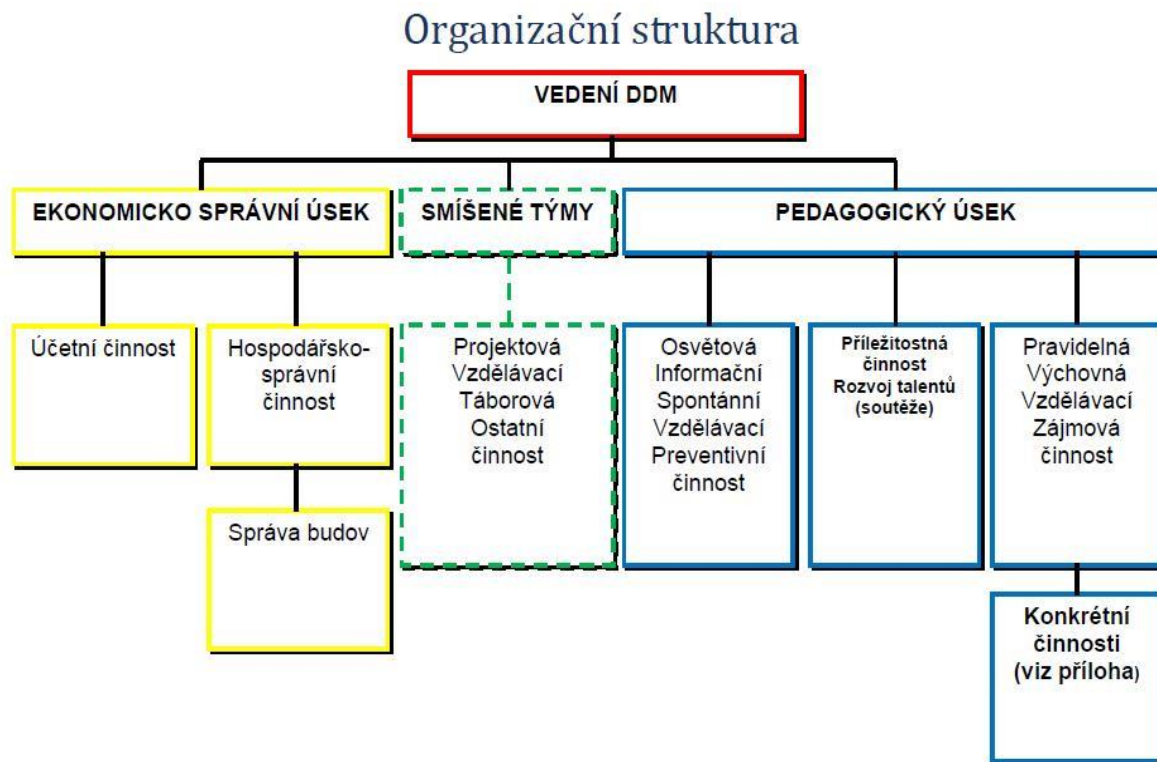 Organizační struktura
VEDENÍ DDM
EKONOMICKO SPRÁVNÍ ÚSEK
SMÍŠENÉ TÝMY
PEDAGOGICKÝ ÚSEK
Účetní činnost
Hospodářsko-
správní
činnost
Správa budov
Projektová
Vzdělávací
Táborová
Ostatní
činnost
Osvětová
Informační
Spontánní
Vzdělávací
Preventivní
činnost
Příležitostná
činnost
Rozvoj talentů
(soutěže)
Pravidelná
Výchovná
Vzdělávací
Zájmová
činnost
Konkrétní
činnosti
(viz příloha)